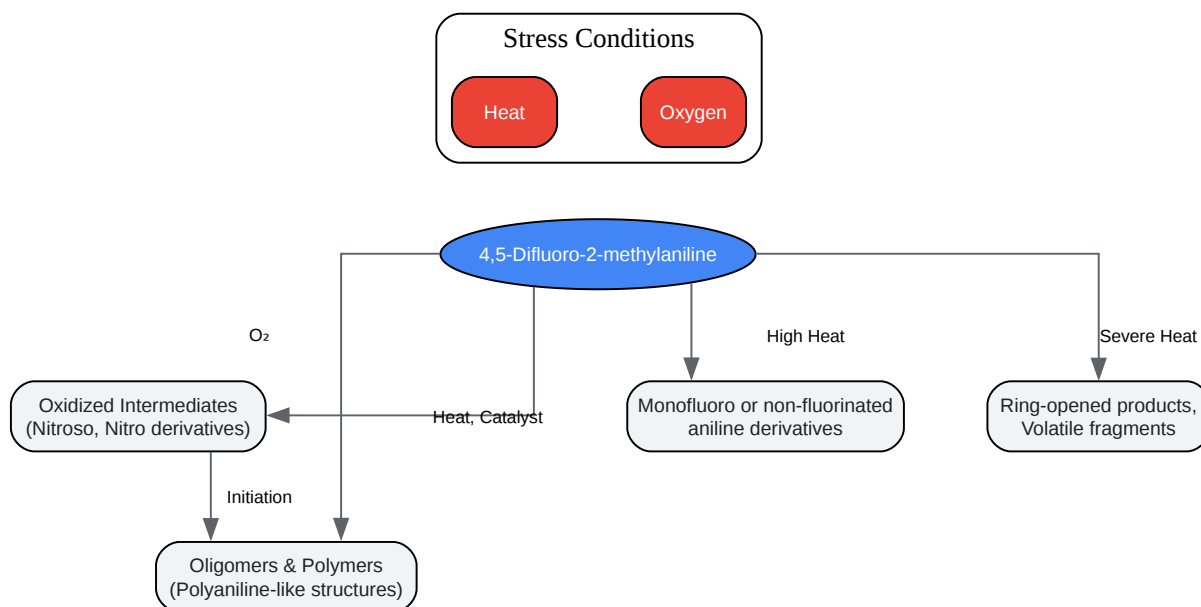 Stress Conditions
Heat
Oxygen
4,5-Difluoro-2-methylaniline
O₂
High Heat
Severe Heat
Oxidized Intermediates
(Nitroso, Nitro derivatives)
Heat, Catalyst
Monofluoro or non-fluorinated
aniline derivatives
Ring-opened products,
Volatile fragments
Initiation
Oligomers & Polymers
(Polyaniline-like structures)